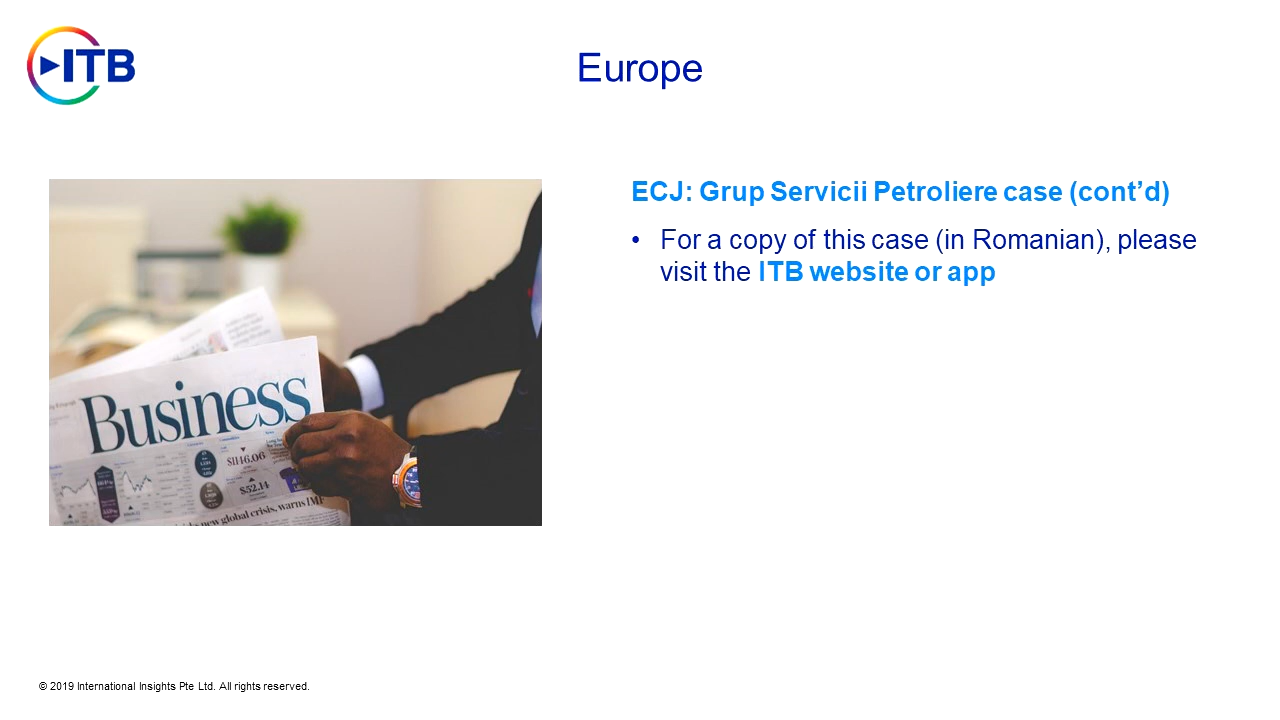 ITB
Europe
ECJ: Grup Servicii Petroliere case (cont’d)
• For a copy of this case (in Romanian), please
visit the ITB website or app
Business
$1146.06
$52.14
new global crisis, warns IMF
© 2019 International Insights Pte Ltd. All rights reserved.